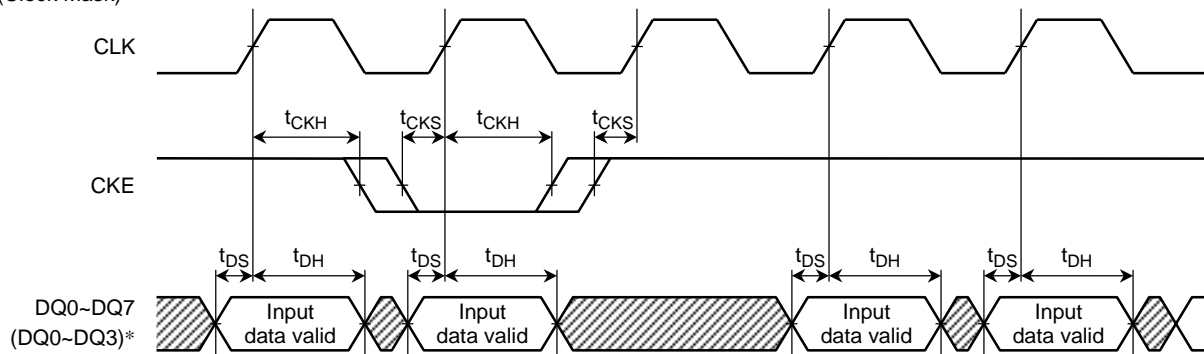 (Clock Mask)
CLK
tCKH tCKS tCKH tCKS
CKE
tDS tDH tDS tDH tDS tDH tDS tDH
DQ0~DQ7
(DQ0~DQ3)*
Input data valid
Input data valid
Input data valid
Input data valid